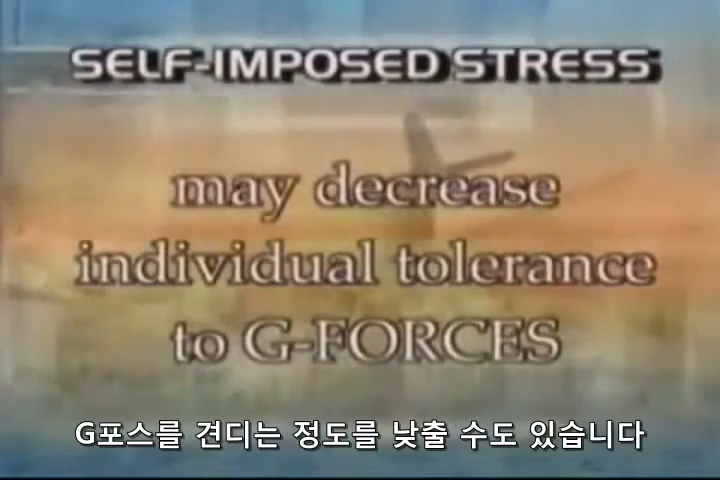 SELF-IMPOSED STRESS
may decrease
individual tolerance
to G-FORCES
G포스를 견디는 정도를 낮출 수도 있습니다